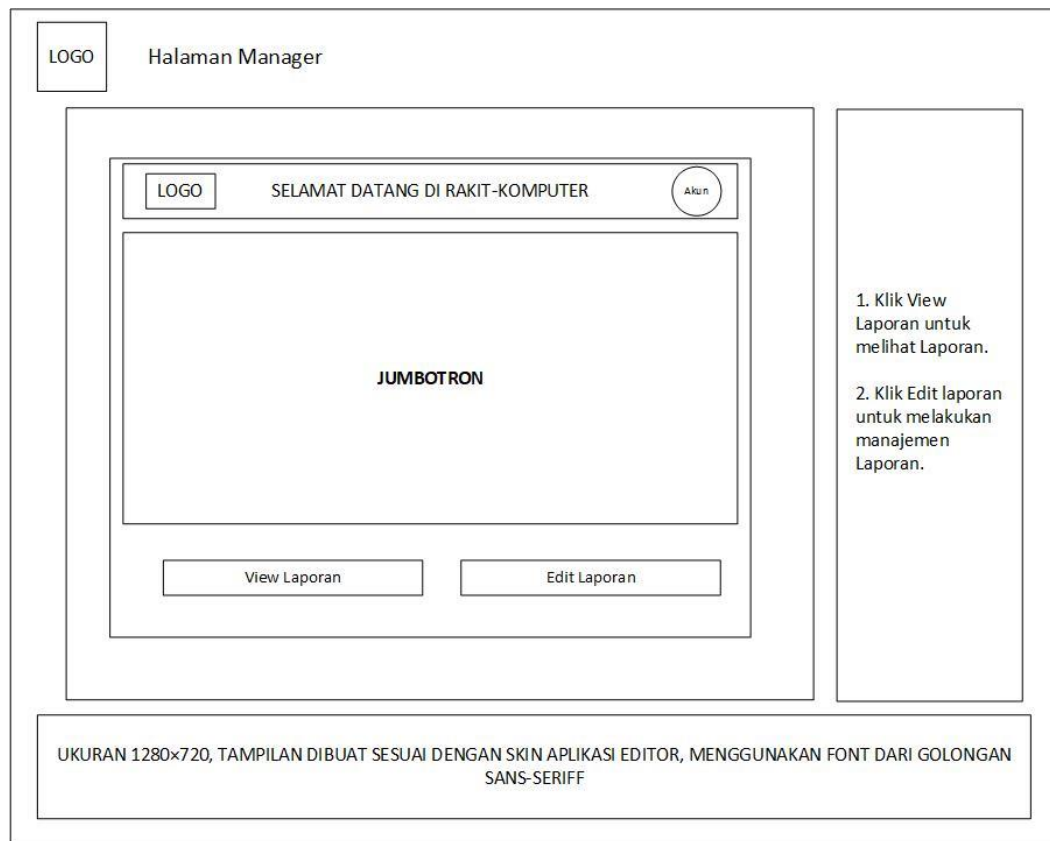 LOGO
Halaman Manager
LOGO
SELAMAT DATANG DI RAKIT-KOMPUTER
Akun
JUMBOTRON
View Laporan
Edit Laporan
1. Klik View
Laporan untuk
melihat Laporan.
2. Klik Edit laporan
untuk melakukan
manajemen
Laporan.
UKURAN 1280×720, TAMPILAN DIBUAT SESUAI DENGAN SKIN APLIKASI EDITOR, MENGGUNAKAN FONT DARI GOLONGAN
SANS-SERIFF